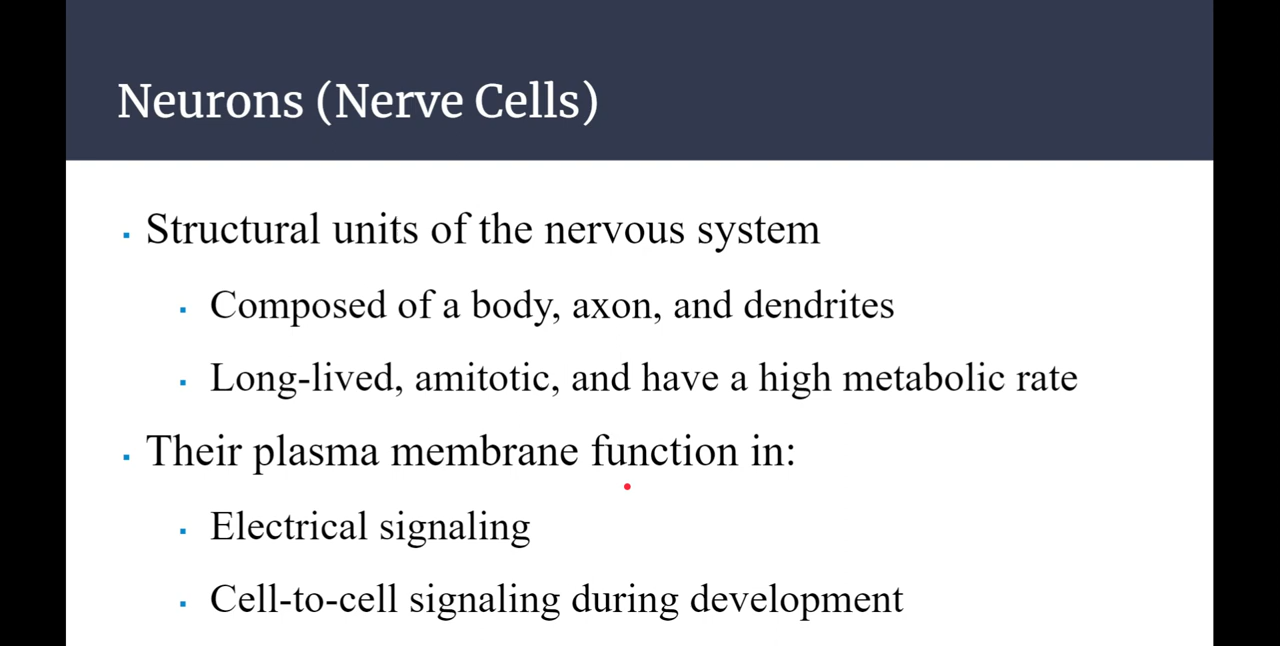 Neurons (Nerve Cells)
▪ Structural units of the nervous system
▪ Composed of a body, axon, and dendrites
▪ Long-lived, amitotic, and have a high metabolic rate
▪ Their plasma membrane function in:
▪ Electrical signaling
▪ Cell-to-cell signaling during development